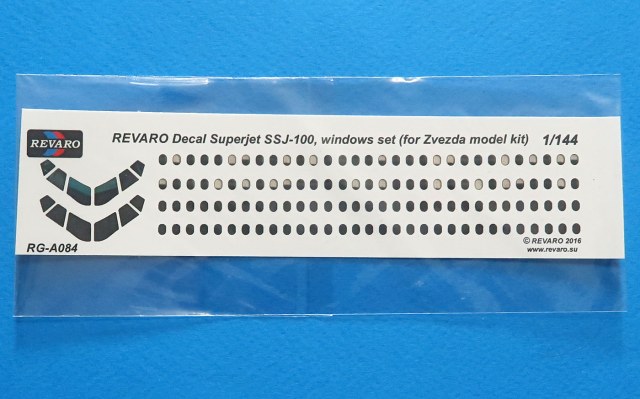 REVARO
REVARO Decal Superjet SSJ-100, windows set (for Zvezda model kit) 1/144
RG-A084
© REVARO 2016
www.revaro.su